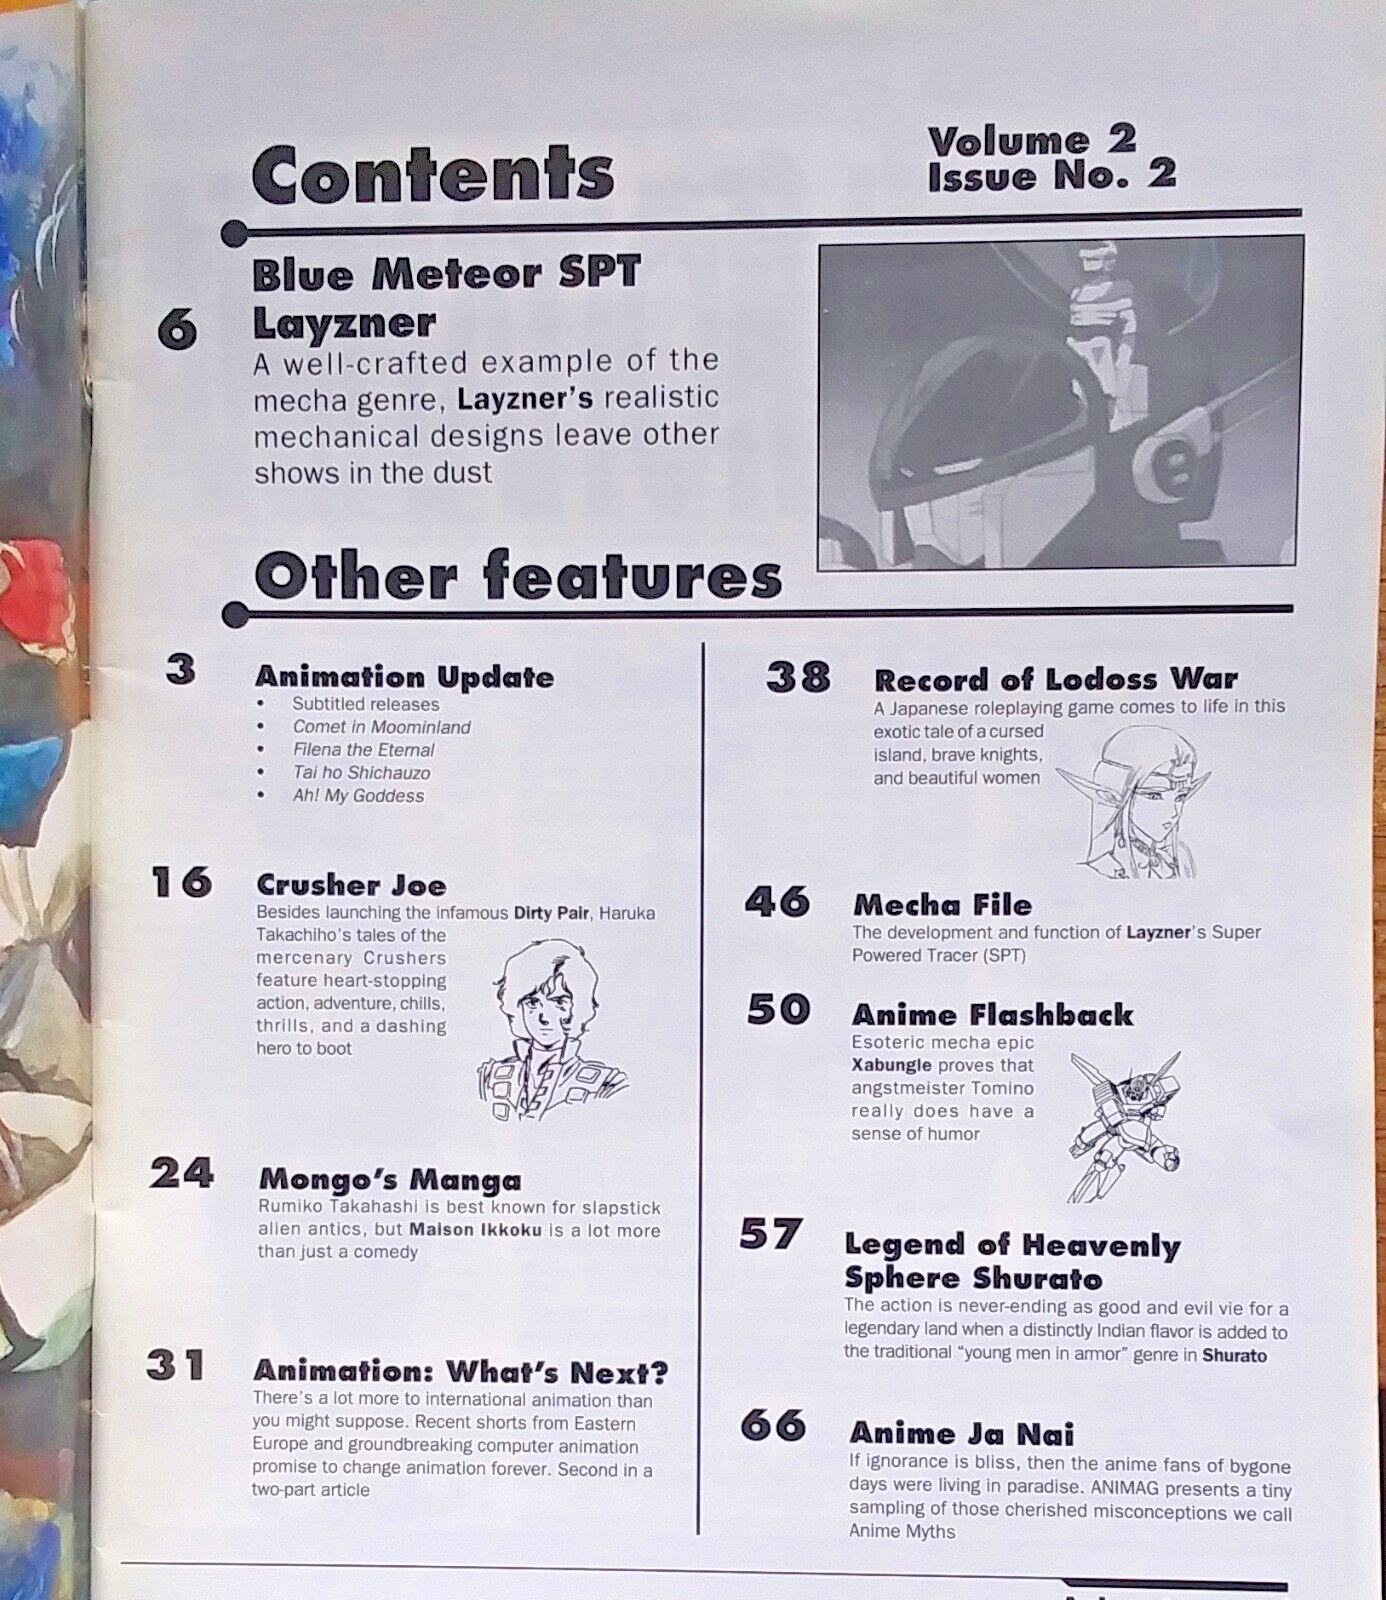 Contents
Volume 2
Issue No. 2
Blue Meteor SPT
6
Layzner
A well-crafted example of the
mecha genre, Layzner's realistic
mechanical designs leave other
shows in the dust
Other features
3
Animation Update
• Subtitled releases
• Comet in Moominland
• Filena the Eternal
• Tai ho Shichauzo
• Ah! My Goddess
16
Crusher Joe
Besides launching the infamous Dirty Pair, Haruka
Takachiho's tales of the
mercenary Crushers
feature heart-stopping
action, adventure, chills,
thrills, and a dashing
hero to boot
24
Mongo's Manga
Rumiko Takahashi is best known for slapstick
alien antics, but Maison Ikkoku is a lot more
than just a comedy
31
Animation: What's Next?
There's a lot more to international animation than
you might suppose. Recent shorts from Eastern
Europe and groundbreaking computer animation
promise to change animation forever. Second in a
two-part article
38
Record of Lodoss War
A Japanese roleplaying game comes to life in this
exotic tale of a cursed
island, brave knights,
and beautiful women
46
Mecha File
The development and function of Layzner's Super
Powered Tracer (SPT)
50
Anime Flashback
Esoteric mecha epic
Xabungle proves that
angstmeister Tomino
really does have a
sense of humor
57
Legend of Heavenly
Sphere Shurato
The action is never-ending as good and evil vie for a
legendary land when a distinctly Indian flavor is added to
the traditional "young men in armor" genre in Shurato
66
Anime Ja Nai
If ignorance is bliss, then the anime fans of bygone
days were living in paradise. ANIMAG presents a tiny
sampling of those cherished misconceptions we call
Anime Myths